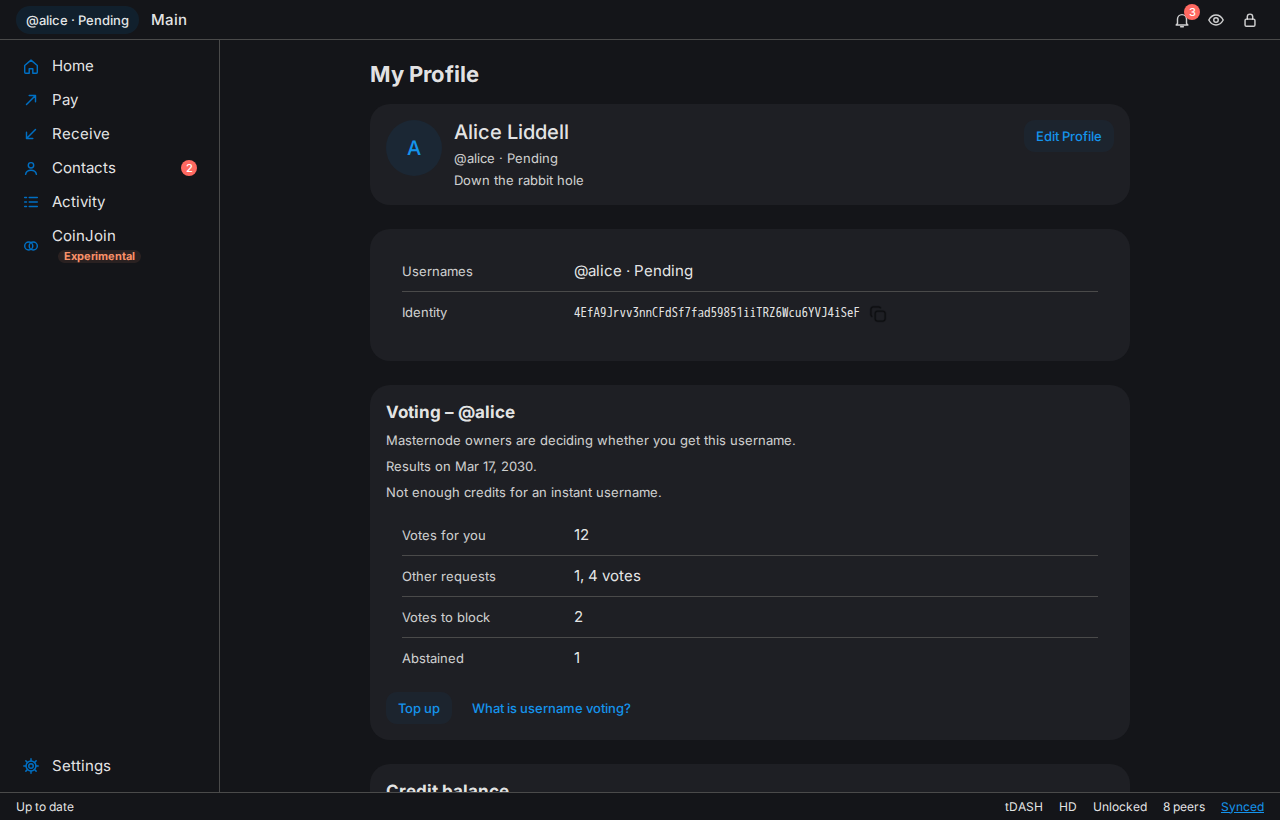 @alice · Pending
Main
3
Home
Pay
Receive
Contacts
2
Activity
CoinJoin
Experimental
Settings
My Profile
A
Alice Liddell
@alice · Pending
Down the rabbit hole
Edit Profile
Usernames
@alice · Pending
Identity
4EfA9Jrvv3nnCFdSf7fad59851iiTRZ6Wcu6YVJ4iSeF
Voting – @alice
Masternode owners are deciding whether you get this username.
Results on Mar 17, 2030.
Not enough credits for an instant username.
Votes for you
12
Other requests
1, 4 votes
Votes to block
2
Abstained
1
Top up
What is username voting?
Credit balance
Up to date
tDASH
HD
Unlocked
8 peers
Synced